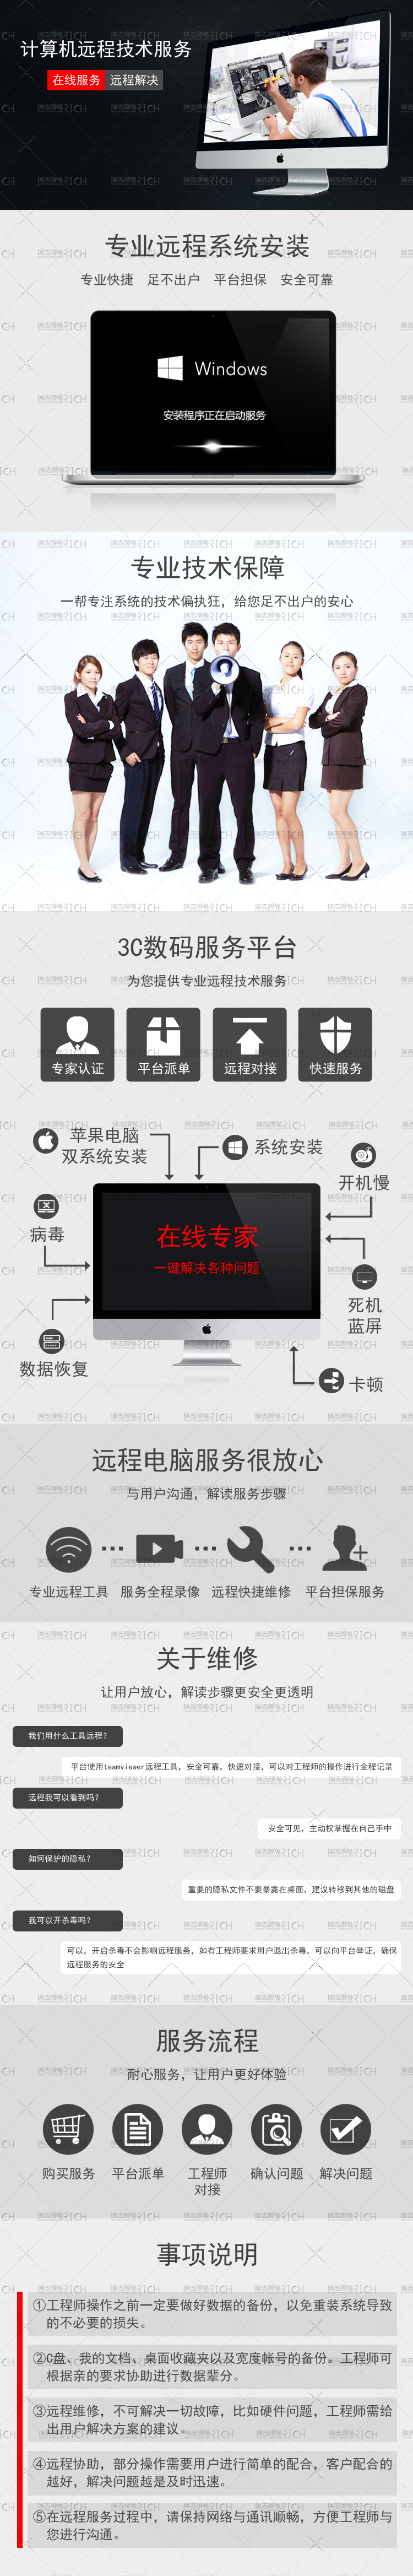 计算机远程技术服务
在线服务 远程解决
专业远程系统安装
专业快捷 足不出户 平台担保 安全可靠
Windows
安装程序正在启动服务
专业技术保障
一帮专注系统的技术偏执狂，给您足不出户的安心
3C数码服务平台
为您提供专业远程技术服务
专家认证 平台派单 远程对接 快速服务
苹果电脑
双系统安装
系统安装
开机慢
病毒
在线专家
一键解决各种问题
死机
蓝屏
数据恢复
卡顿
远程电脑服务很放心
与用户沟通，解读服务步骤
专业远程工具 服务全程录像 远程快捷维修 平台担保服务
关于维修
让用户放心，解读步骤更安全更透明
我们用什么工具远程？
平台使用teamviewer远程工具，安全可靠，快速对接，可以对工程师的操作进行全程记录
远程我可以看到吗？
安全可见，主动权掌握在自己手中
如何保护的隐私？
重要的隐私文件不要暴露在桌面，建议转移到其他的磁盘
我可以开杀毒吗？
可以，开启杀毒不会影响远程服务，如有工程师要求用户退出杀毒，可以向平台举证，确保
远程服务的安全
服务流程
耐心服务，让用户更好体验
购买服务 平台派单 工程师 确认问题 解决问题
对接
事项说明
①工程师操作之前一定要做好数据的备份，以免重装系统导致
的不必要的损失。
②C盘、我的文档、桌面收藏夹以及宽度帐号的备份。工程师可
根据亲的要求协助进行数据辈分。
③远程维修，不可解决一切故障，比如硬件问题，工程师需给
出用户解决方案的建议。
④远程协助，部分操作需要用户进行简单的配合，客户配合的
越好，解决问题越是及时迅速。
⑤在远程服务过程中，请保持网络与通讯顺畅，方便工程师与
您进行沟通。